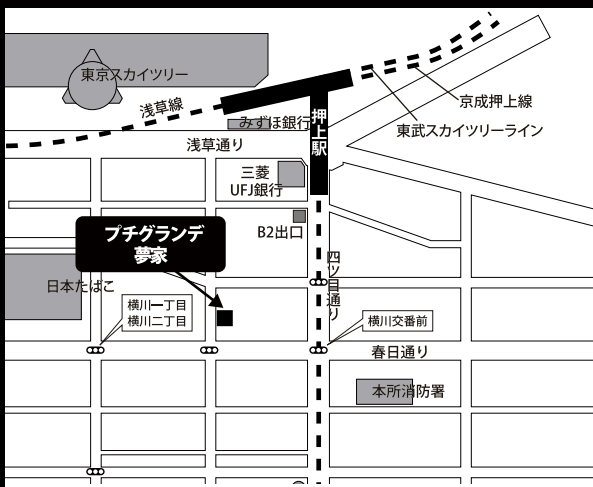 東京スカイツリー
浅草線
みずほ銀行
浅草通り
押上駅
京成押上線
東武スカイツリーライン
三菱
UFJ銀行
B2出口
プチグランデ
夢家
四ツ目通り
日本たばこ
横川一丁目
横川二丁目
横川交番前
春日通り
本所消防署